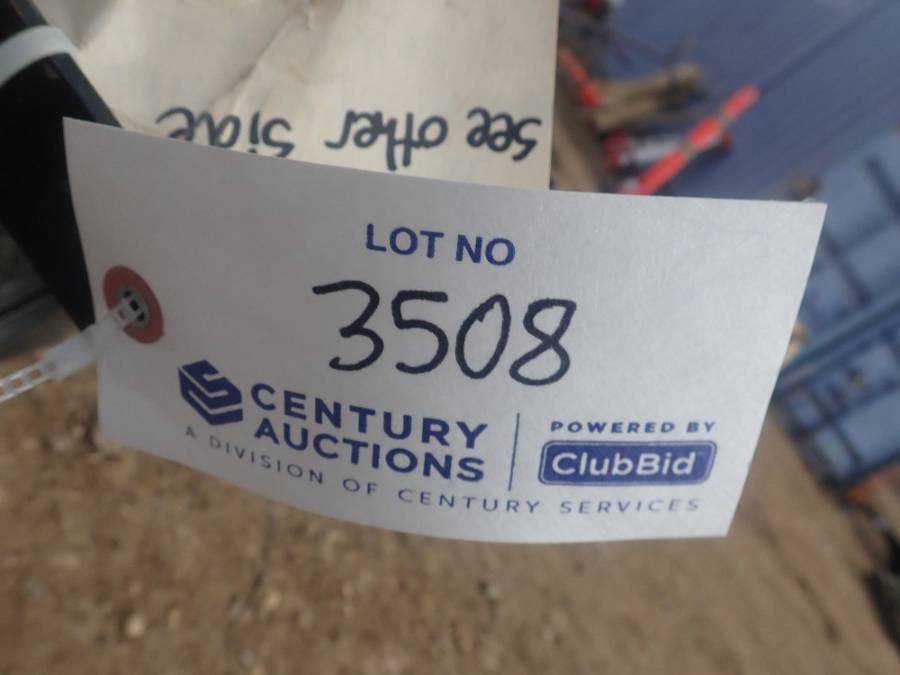 see other side
LOT NO
3508
CENTURY
AUCTIONS
A DIVISION OF CENTURY SERVICES
POWERED BY
ClubBid